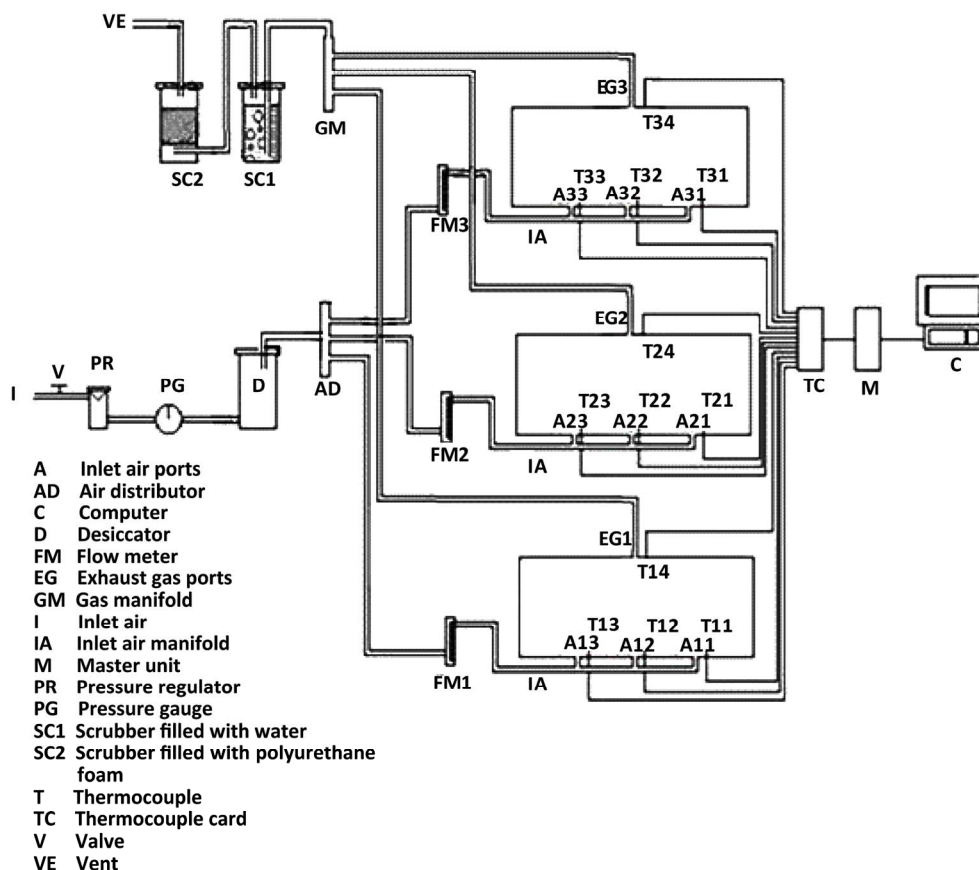 VE
GM
SC2 SC1
EG3
T34
T33 T32 T31
A33 A32 A31
FM3
IA
EG2
T24
I V PR PG D AD
TC M C
T23 T22 T21
A23 A22 A21
FM2
IA
EG1
T14
T13 T12 T11
A13 A12 A11
FM1
IA
A Inlet air ports
AD Air distributor
C Computer
D Desiccator
FM Flow meter
EG Exhaust gas ports
GM Gas manifold
I Inlet air
IA Inlet air manifold
M Master unit
PR Pressure regulator
PG Pressure gauge
SC1 Scrubber filled with water
SC2 Scrubber filled with polyurethane
foam
T Thermocouple
TC Thermocouple card
V Valve
VE Vent